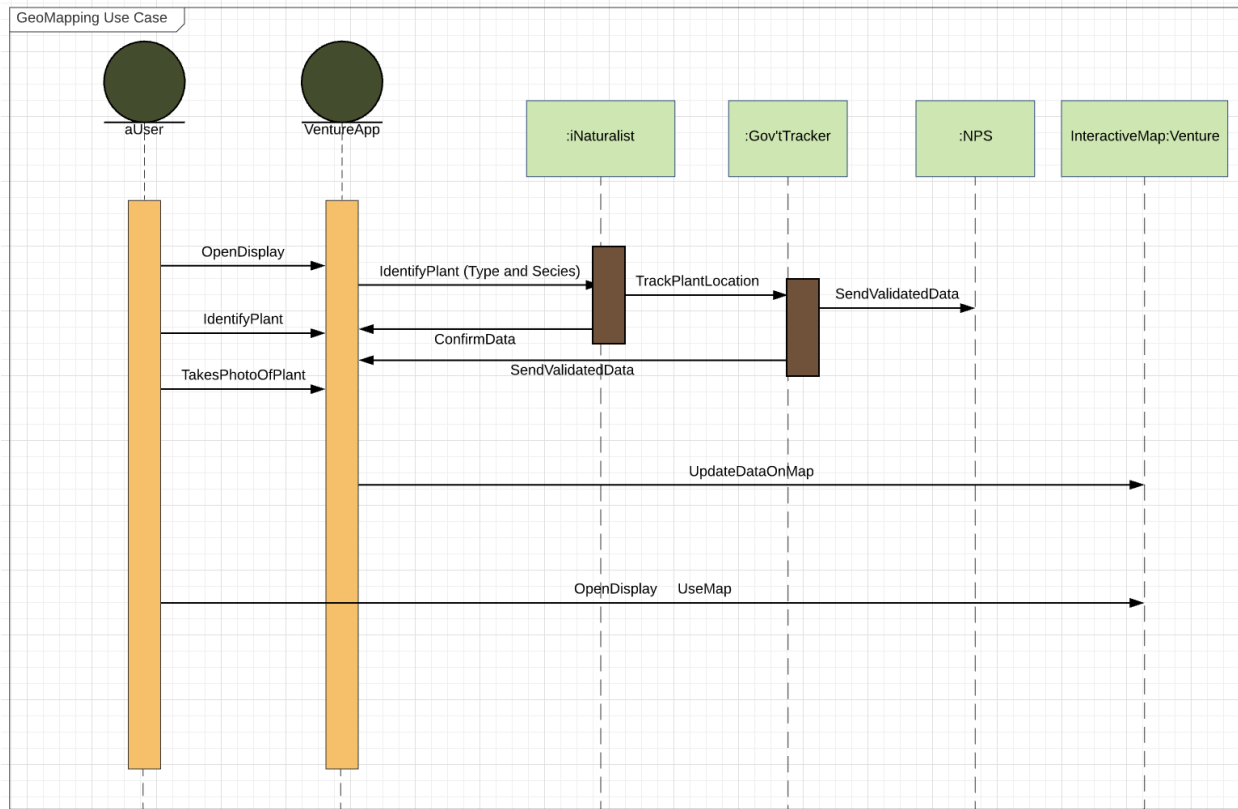 GeoMapping Use Case
aUser
VentureApp
:iNaturalist
:Gov'tTracker
:NPS
InteractiveMap:Venture
OpenDisplay
IdentifyPlant (Type and Secies)
TrackPlantLocation
SendValidatedData
IdentifyPlant
ConfirmData
SendValidatedData
TakesPhotoOfPlant
UpdateDataOnMap
OpenDisplay UseMap